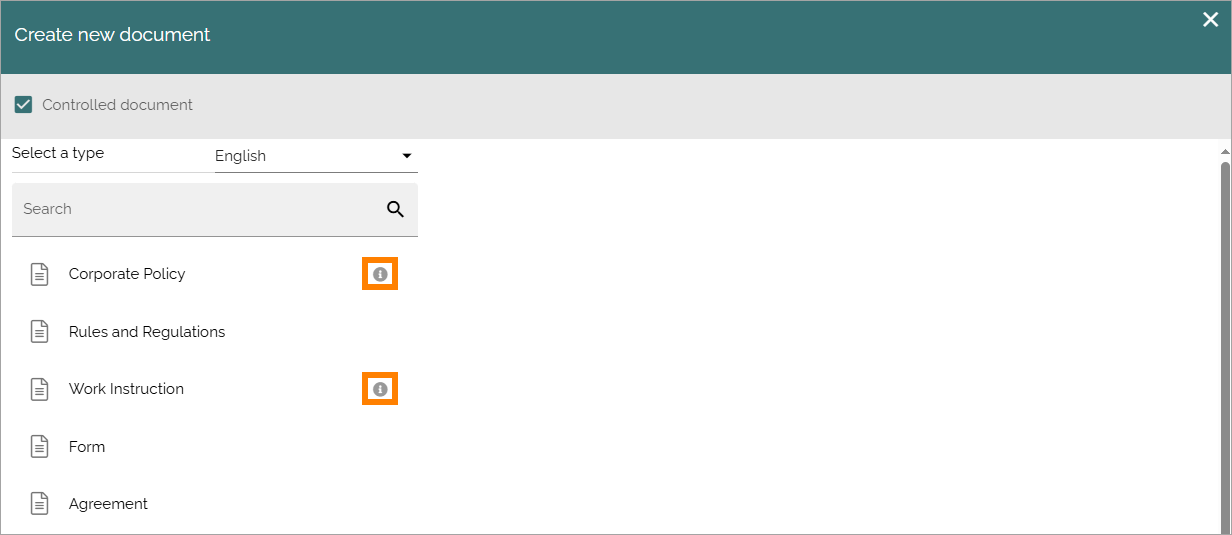 Create new document
Controlled document
Select a type
English
Search
Corporate Policy
Rules and Regulations
Work Instruction
Form
Agreement